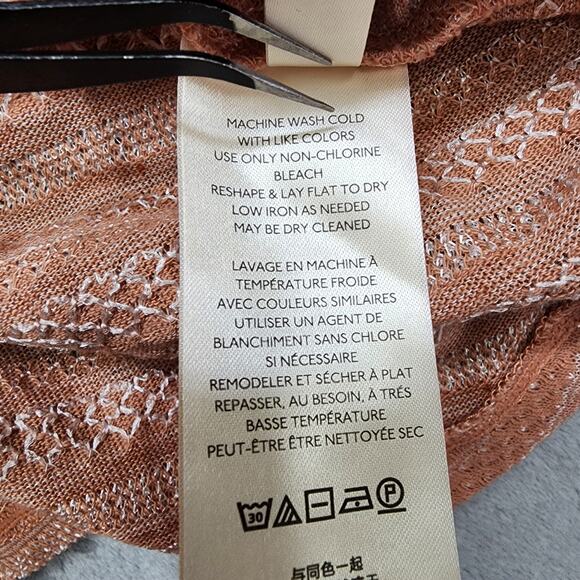 MACHINE WASH COLD
WITH LIKE COLORS
USE ONLY NON-CHLORINE
BLEACH
RESHAPE & LAY FLAT TO DRY
LOW IRON AS NEEDED
MAY BE DRY CLEANED
LAVAGE EN MACHINE À
TEMPÉRATURE FROIDE
AVEC COULEURS SIMILAIRES
UTILISER UN AGENT DE
BLANCHIMENT SANS CHLORE
SI NÉCESSAIRE
REMODELER ET SÉCHER À PLAT
REPASSER, AU BESOIN, À TRÉS
BASSE TEMPÉRATURE
PEUT-ÊTRE ÊTRE NETTOYÉE SEC
30 P
与同色一起